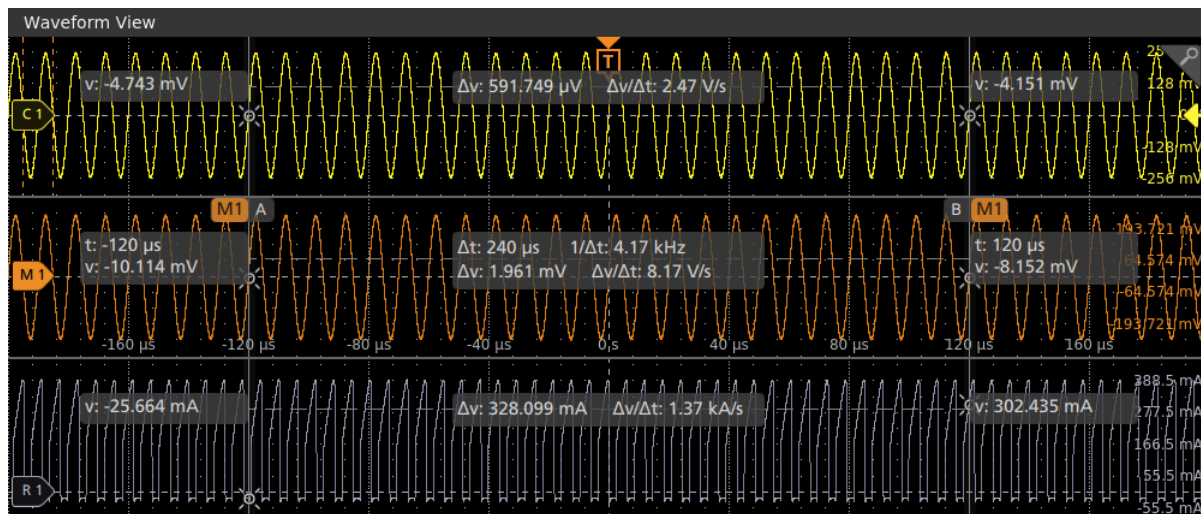 Waveform View
T
25
v: -4.743 mV
Δv: 591.749 µV Δv/Δt: 2.47 V/s
v: -4.151 mV
128 m
C 1
-128 mV
-256 mV
M1 A
B M1
193.721 mV
t: -120 µs
v: -10.114 mV
Δt: 240 µs 1/Δt: 4.17 kHz
Δv: 1.961 mV Δv/Δt: 8.17 V/s
t: 120 µs
v: -8.152 mV
64.574 mV
M 1
-64.574 mV
-193.721 mV
-160 µs -120 µs -80 µs -40 µs 0 s 40 µs 80 µs 120 µs 160 µs
388.5 mA
v: -25.664 mA
Δv: 328.099 mA Δv/Δt: 1.37 kA/s
v: 302.435 mA
277.5 mA
166.5 mA
55.5 mA
R 1
-55.5 mA